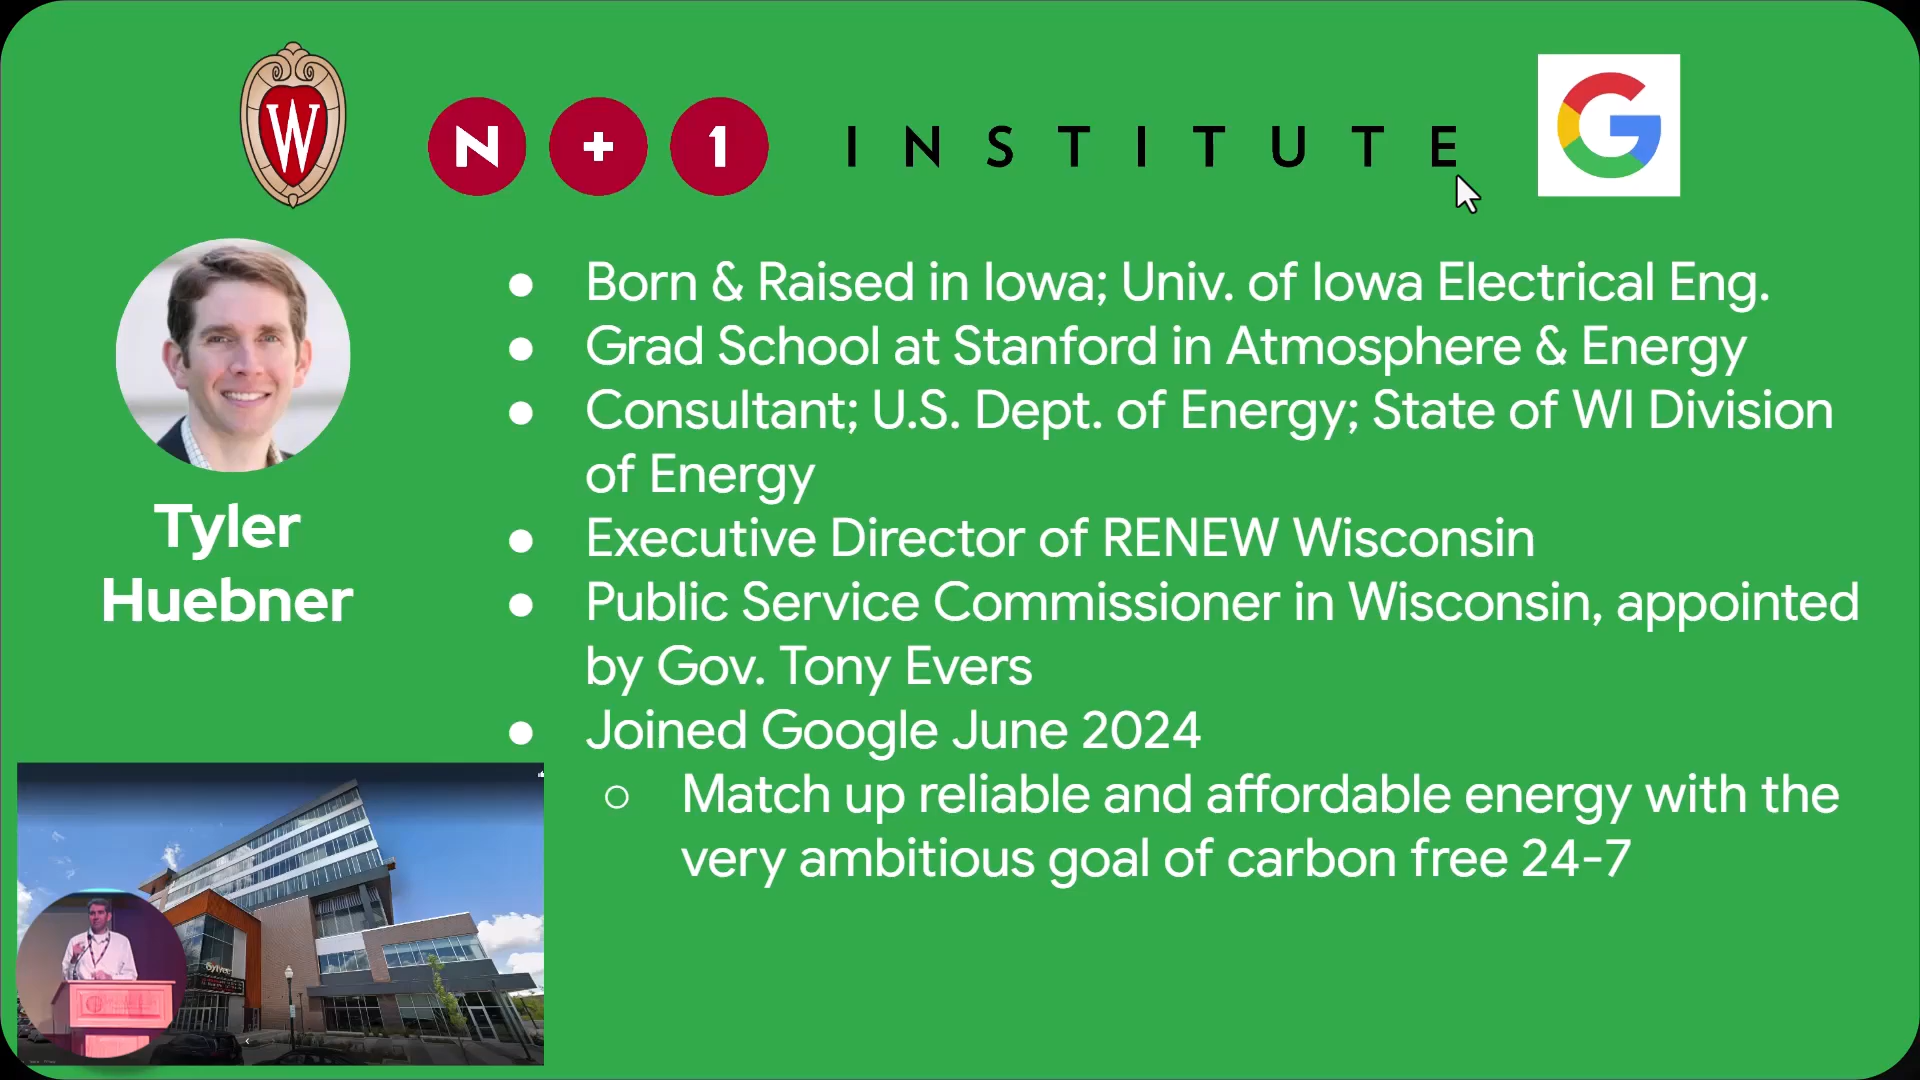 W
N + 1 INSTITUTE
G
● Born & Raised in Iowa; Univ. of Iowa Electrical Eng.
● Grad School at Stanford in Atmosphere & Energy
● Consultant; U.S. Dept. of Energy; State of WI Division
of Energy
● Executive Director of RENEW Wisconsin
● Public Service Commissioner in Wisconsin, appointed
by Gov. Tony Evers
● Joined Google June 2024
○ Match up reliable and affordable energy with the
very ambitious goal of carbon free 24-7
Tyler
Huebner